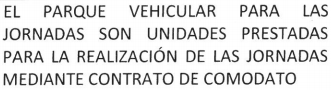 EL PARQUE VEHICULAR PARA LAS
JORNADAS SON UNIDADES PRESTADAS
PARA LA REALIZACIÓN DE LAS JORNADAS
MEDIANTE CONTRATO DE COMODATO